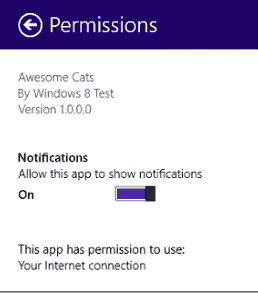 Permissions
Awesome Cats
By Windows 8 Test
Version 1.0.0.0
Notifications
Allow this app to show notifications
On
This app has permission to use:
Your Internet connection